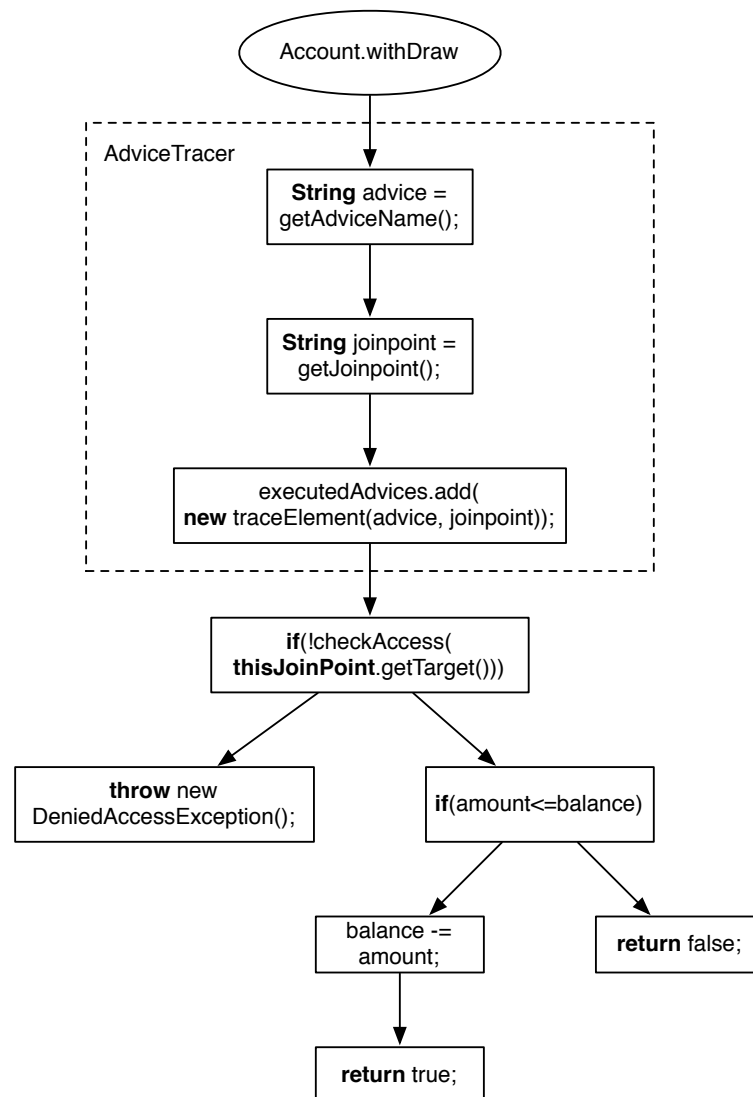 Account.withDraw
AdviceTracer
String advice =
getAdviceName();
String joinpoint =
getJoinpoint();
executedAdvices.add(
new traceElement(advice, joinpoint));
if(!checkAccess(
thisJoinPoint.getTarget()))
throw new
DeniedAccessException();
if(amount<=balance)
balance -=
amount;
return false;
return true;